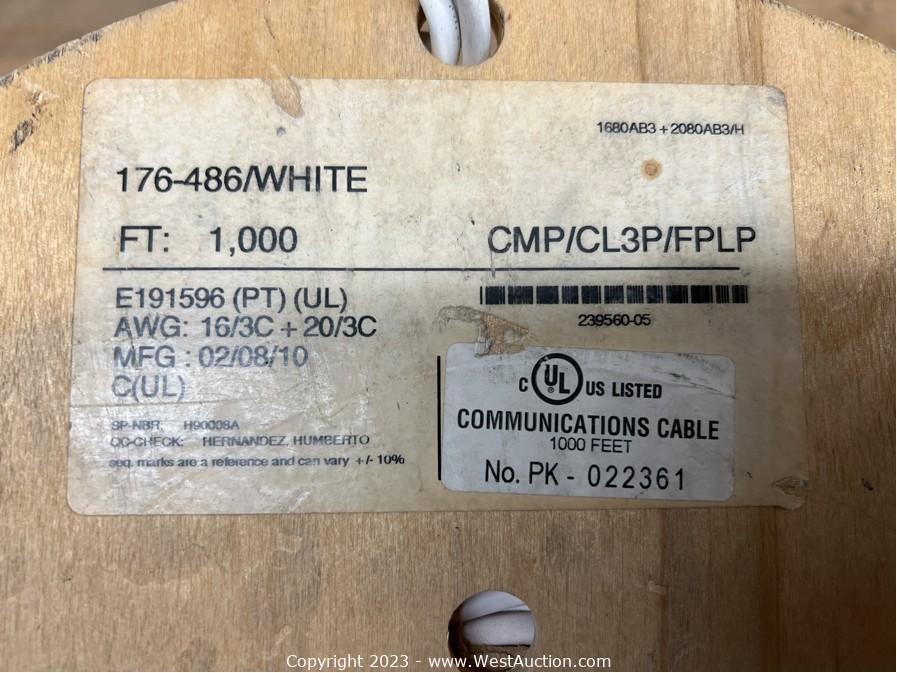 1680AB3 + 2080AB3/H
176-486/WHITE
FT: 1,000
CMP/CL3P/FPLP
E191596 (PT) (UL)
AWG: 16/3C + 20/3C
MFG : 02/08/10
C(UL)
239560-05
SP-NBR: H90008A
QC-CHECK: HERNANDEZ, HUMBERTO
seq. marks are a reference and can vary +/- 10%
C UL ® US LISTED
COMMUNICATIONS CABLE
1000 FEET
No. PK - 022361
Copyright 2023 - www.WestAuction.com